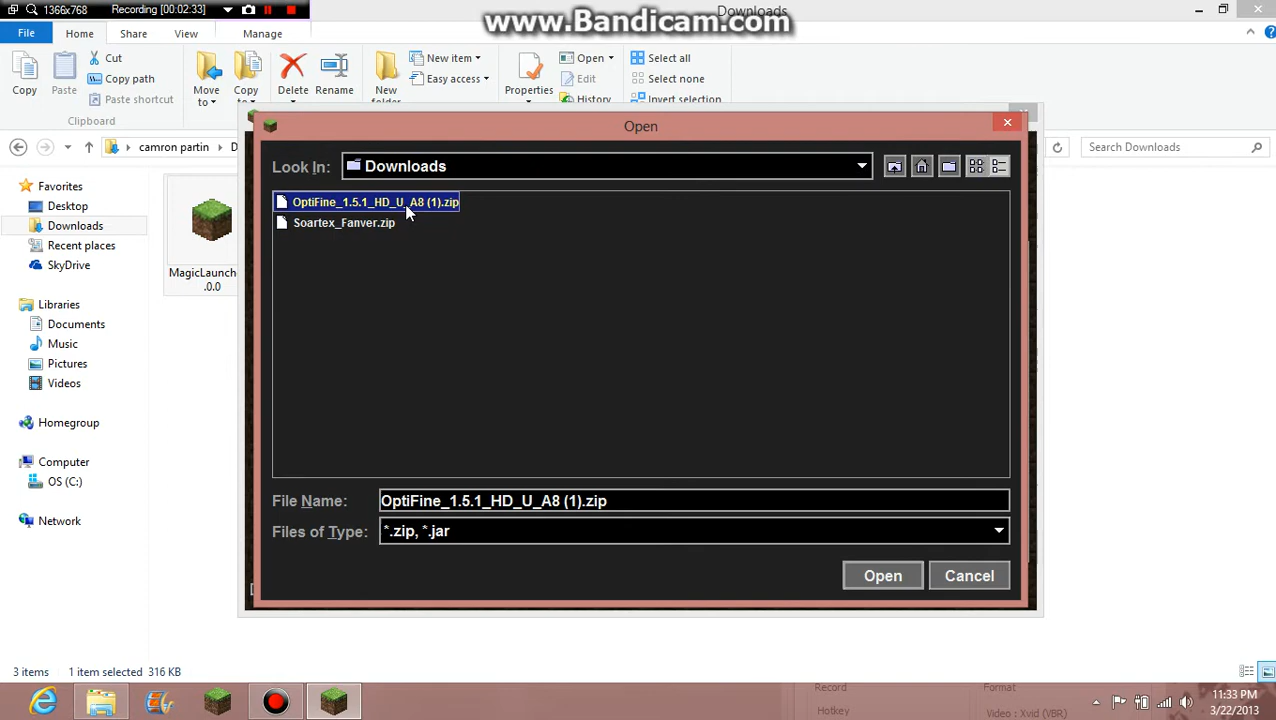 1366x768
Recording [00:02:33]
www.Bandicam.com
Downloads
File
Home
Share
View
Manage
Copy
Paste
Cut
Copy path
Paste shortcut
Clipboard
Move to
Copy to
Delete
Rename
New folder
New item
Easy access
Properties
Open
Edit
History
Select all
Select none
Invert selection
camron partin
D
Search Downloads
Favorites
Desktop
Downloads
Recent places
SkyDrive
Libraries
Documents
Music
Pictures
Videos
Homegroup
Computer
OS (C:)
Network
MagicLaunch
.0.0
Open
Look In:
Downloads
OptiFine_1.5.1_HD_U_A8 (1).zip
Soartex_Fanver.zip
File Name:
OptiFine_1.5.1_HD_U_A8 (1).zip
Files of Type:
*.zip, *.jar
Open
Cancel
3 items
1 item selected
316 KB
Record
Hotkey
Format
Video : Xvid (VBR)
11:33 PM
3/22/2013